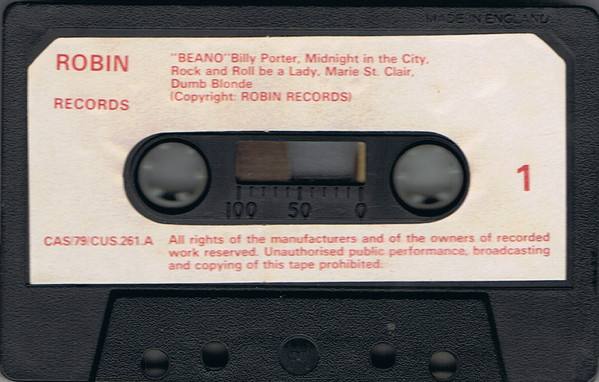 MADE IN ENGLAND
ROBIN
RECORDS
"BEANO" Billy Porter, Midnight in the City,
Rock and Roll be a Lady, Marie St. Clair,
Dumb Blonde
(Copyright: ROBIN RECORDS)
1
100 50 0
CAS/79/CUS.261.A
All rights of the manufacturers and of the owners of recorded
work reserved. Unauthorised public performance, broadcasting
and copying of this tape prohibited.